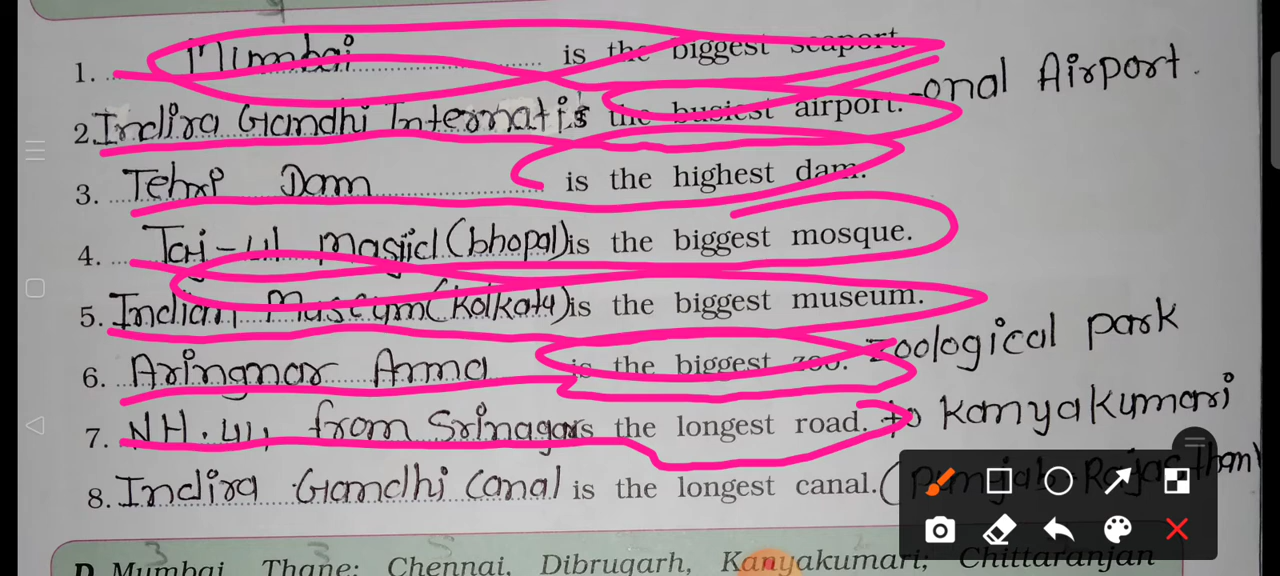 1. Mumbai is the biggest seaport.
2. Indira Gandhi Internati is the busiest airport. -onal Airport.
3. Tehri Dam is the highest dam.
4. Taj-ul masjid (bhopal) is the biggest mosque.
5. Indian Museum (Kolkata) is the biggest museum.
6. Aringnar Anna is the biggest zoo. zoological park
7. NH.44, from Srinagar is the longest road. to Kanyakumari
8. Indira Gandhi Canal is the longest canal. (Punjab - Rajasthan)
D. Mumbai, Thane; Chennai, Dibrugarh, Kanyakumari; Chittaranjan